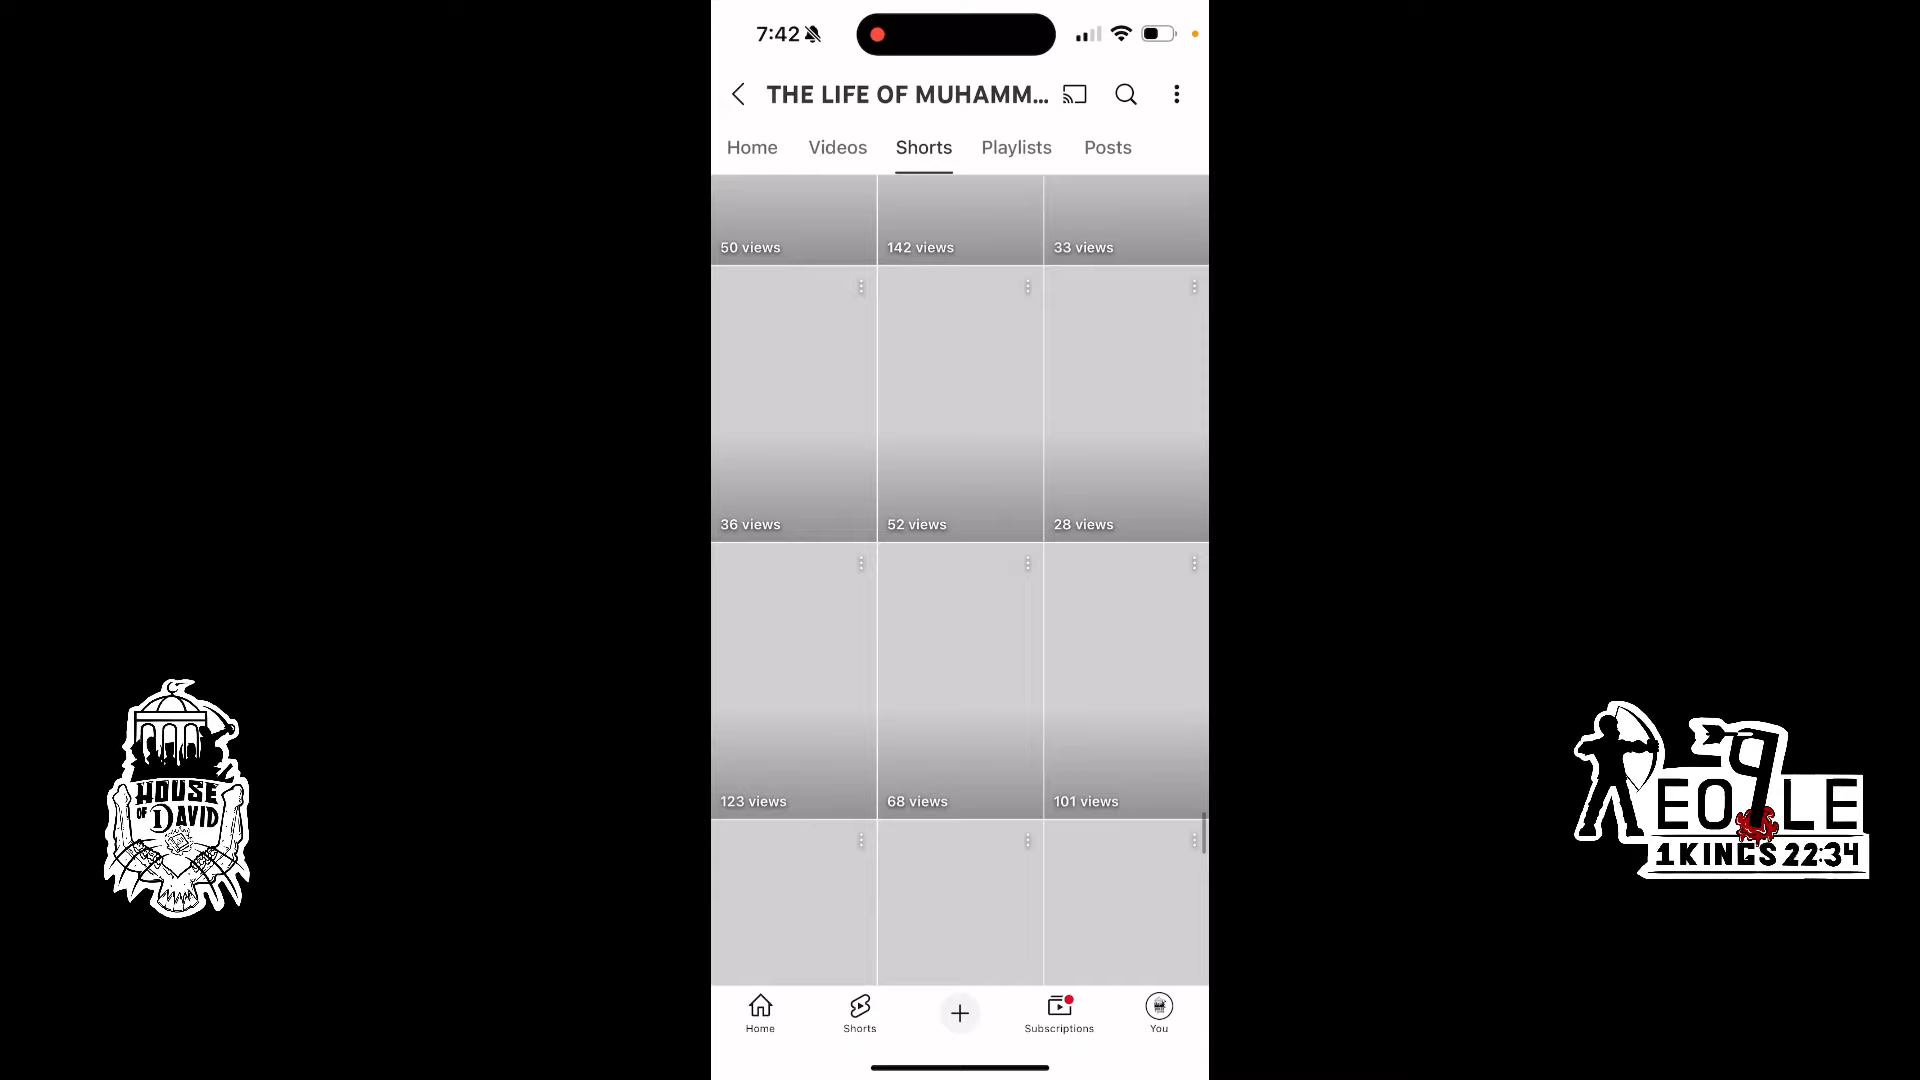 7:42
THE LIFE OF MUHAMM...
Home Videos Shorts Playlists Posts
50 views 142 views 33 views
36 views 52 views 28 views
123 views 68 views 101 views
Home Shorts Subscriptions You
HOUSE
OF DAVID
EOPLE
1 KINGS 22:34